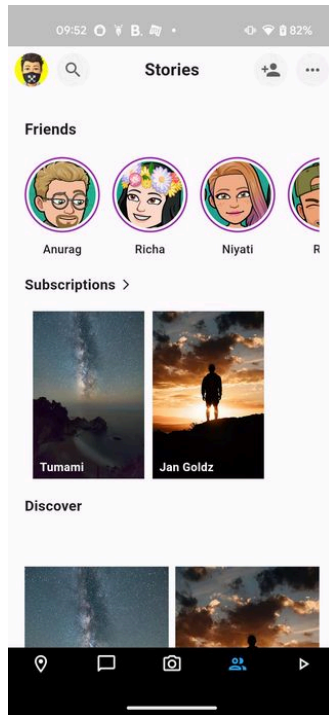 09:52 B. 82%
Stories
Friends
Anurag Richa Niyati R
Subscriptions >
Tumami Jan Goldz
Discover